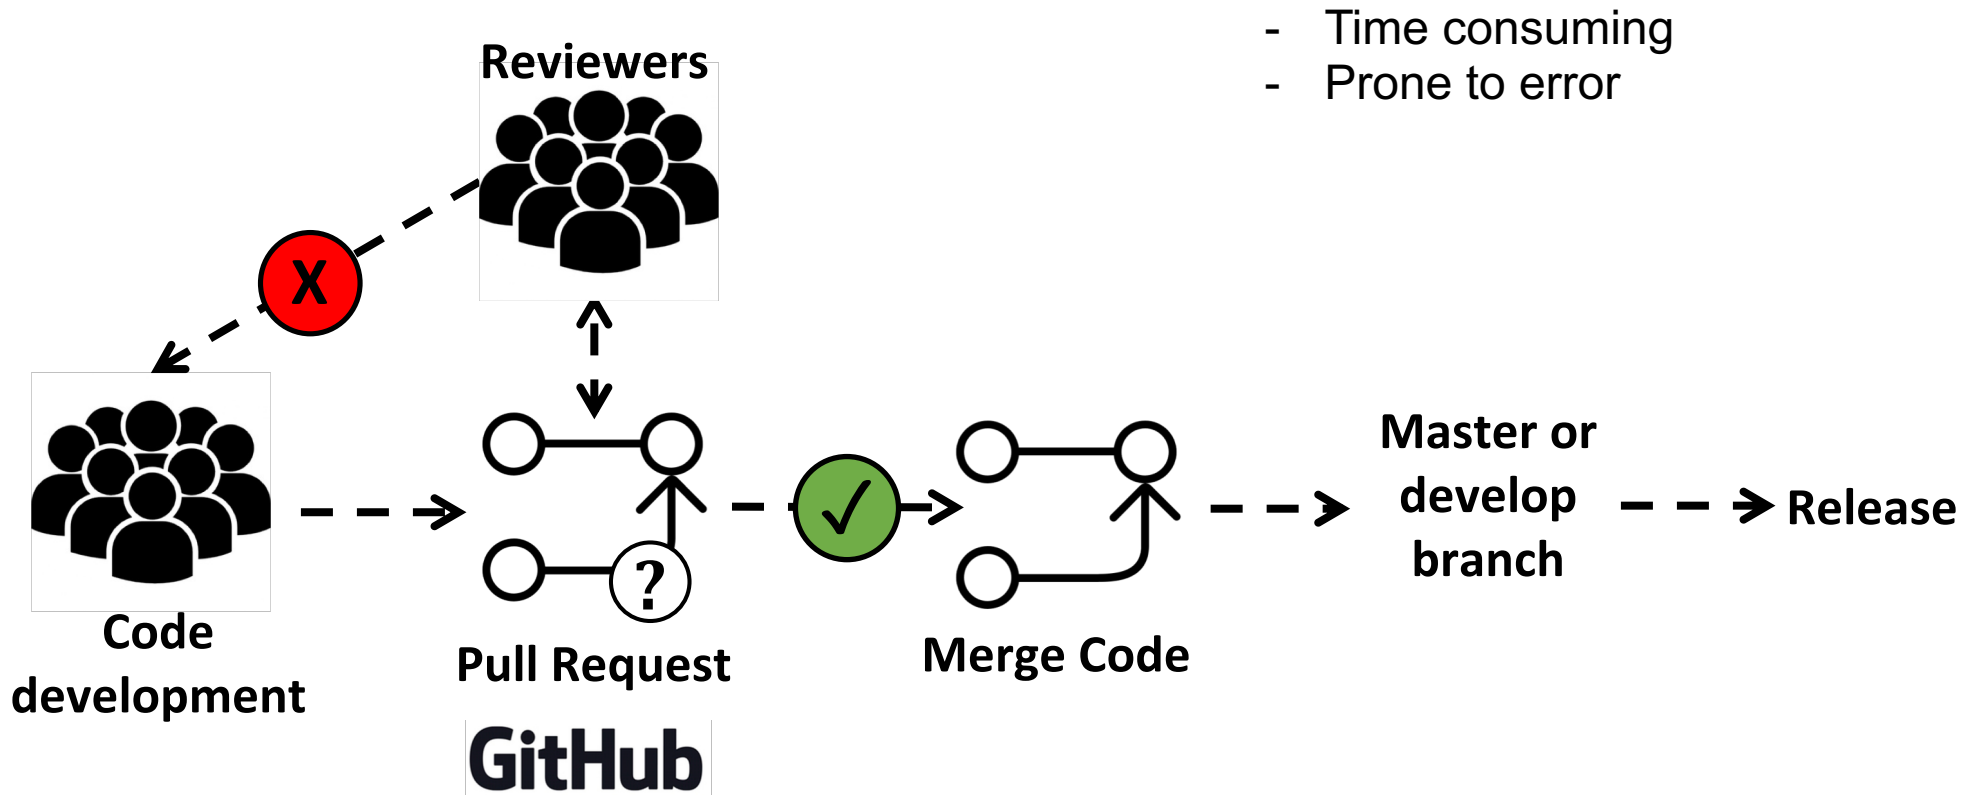 - Time consuming
- Prone to error
Reviewers
X
?
✓
Code
development
Pull Request
GitHub
Merge Code
Master or
develop
branch
Release